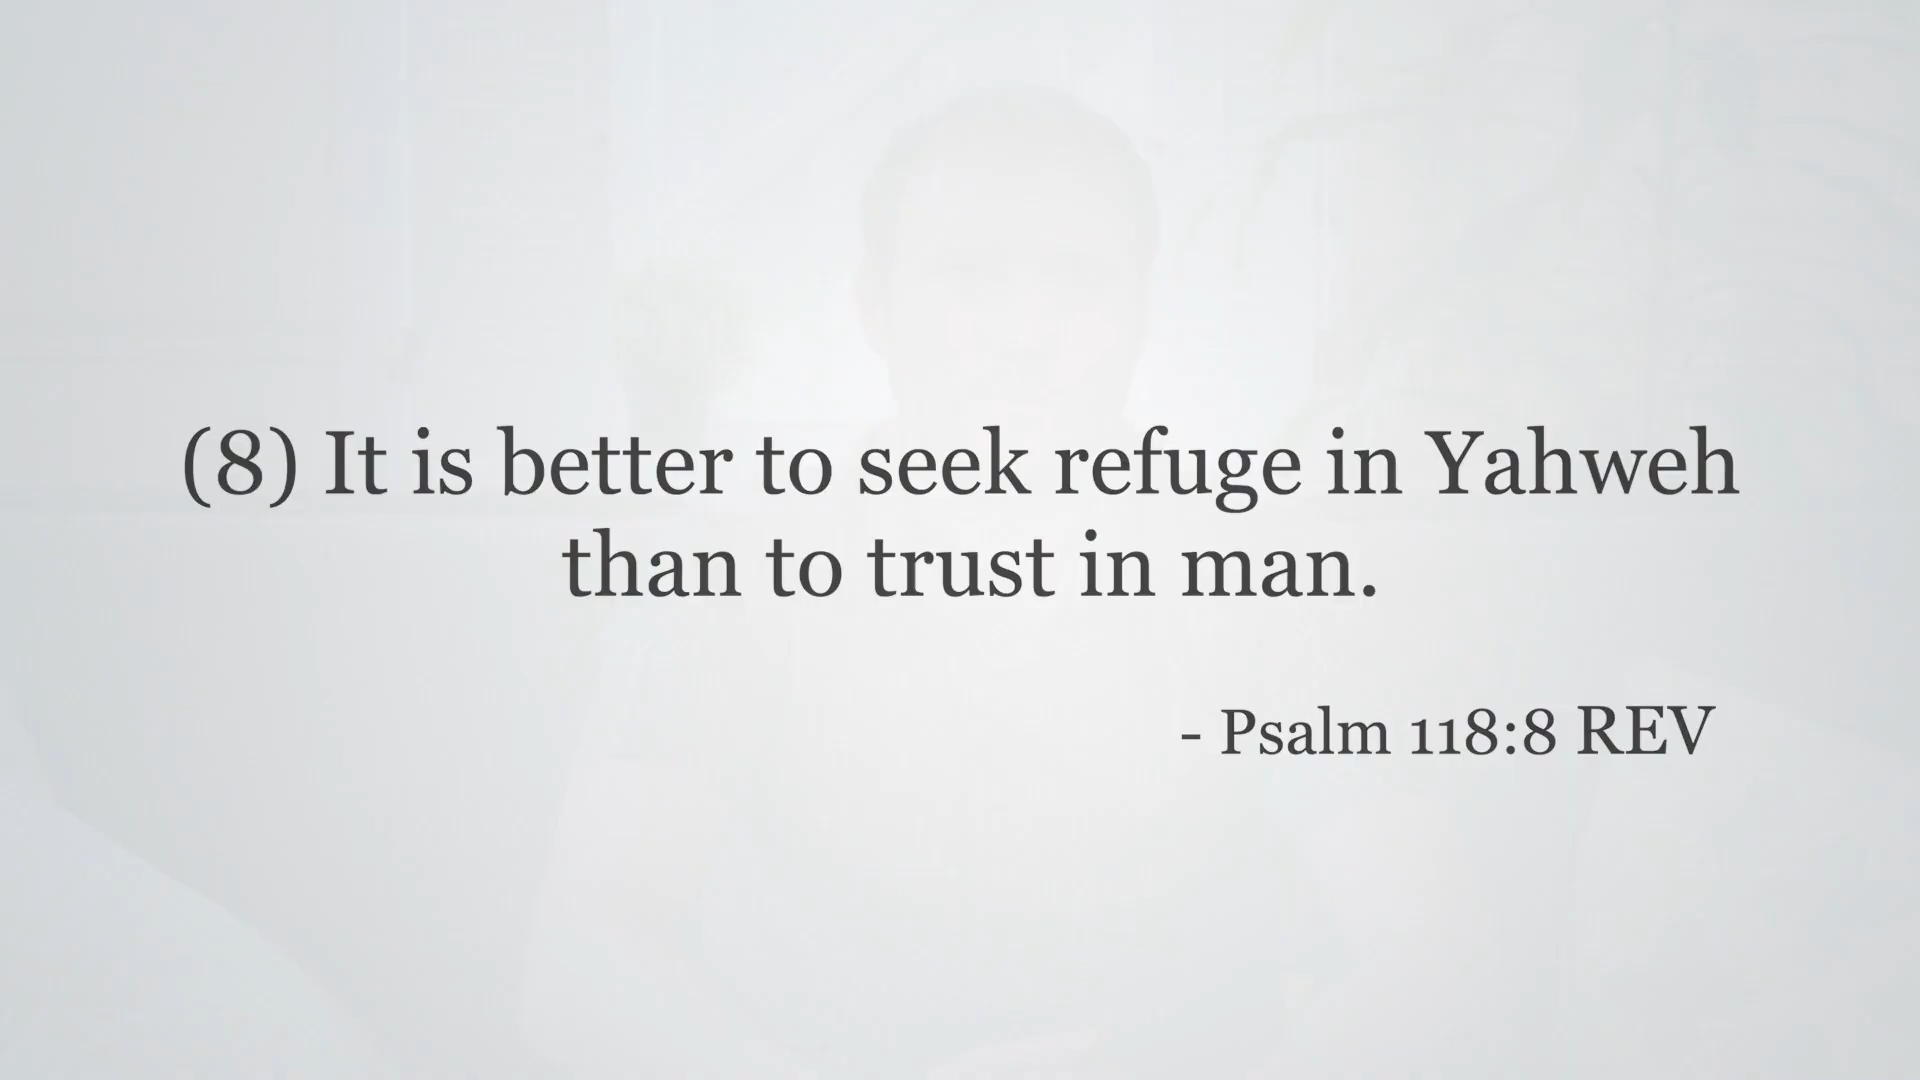 (8) It is better to seek refuge in Yahweh
than to trust in man.
- Psalm 118:8 REV